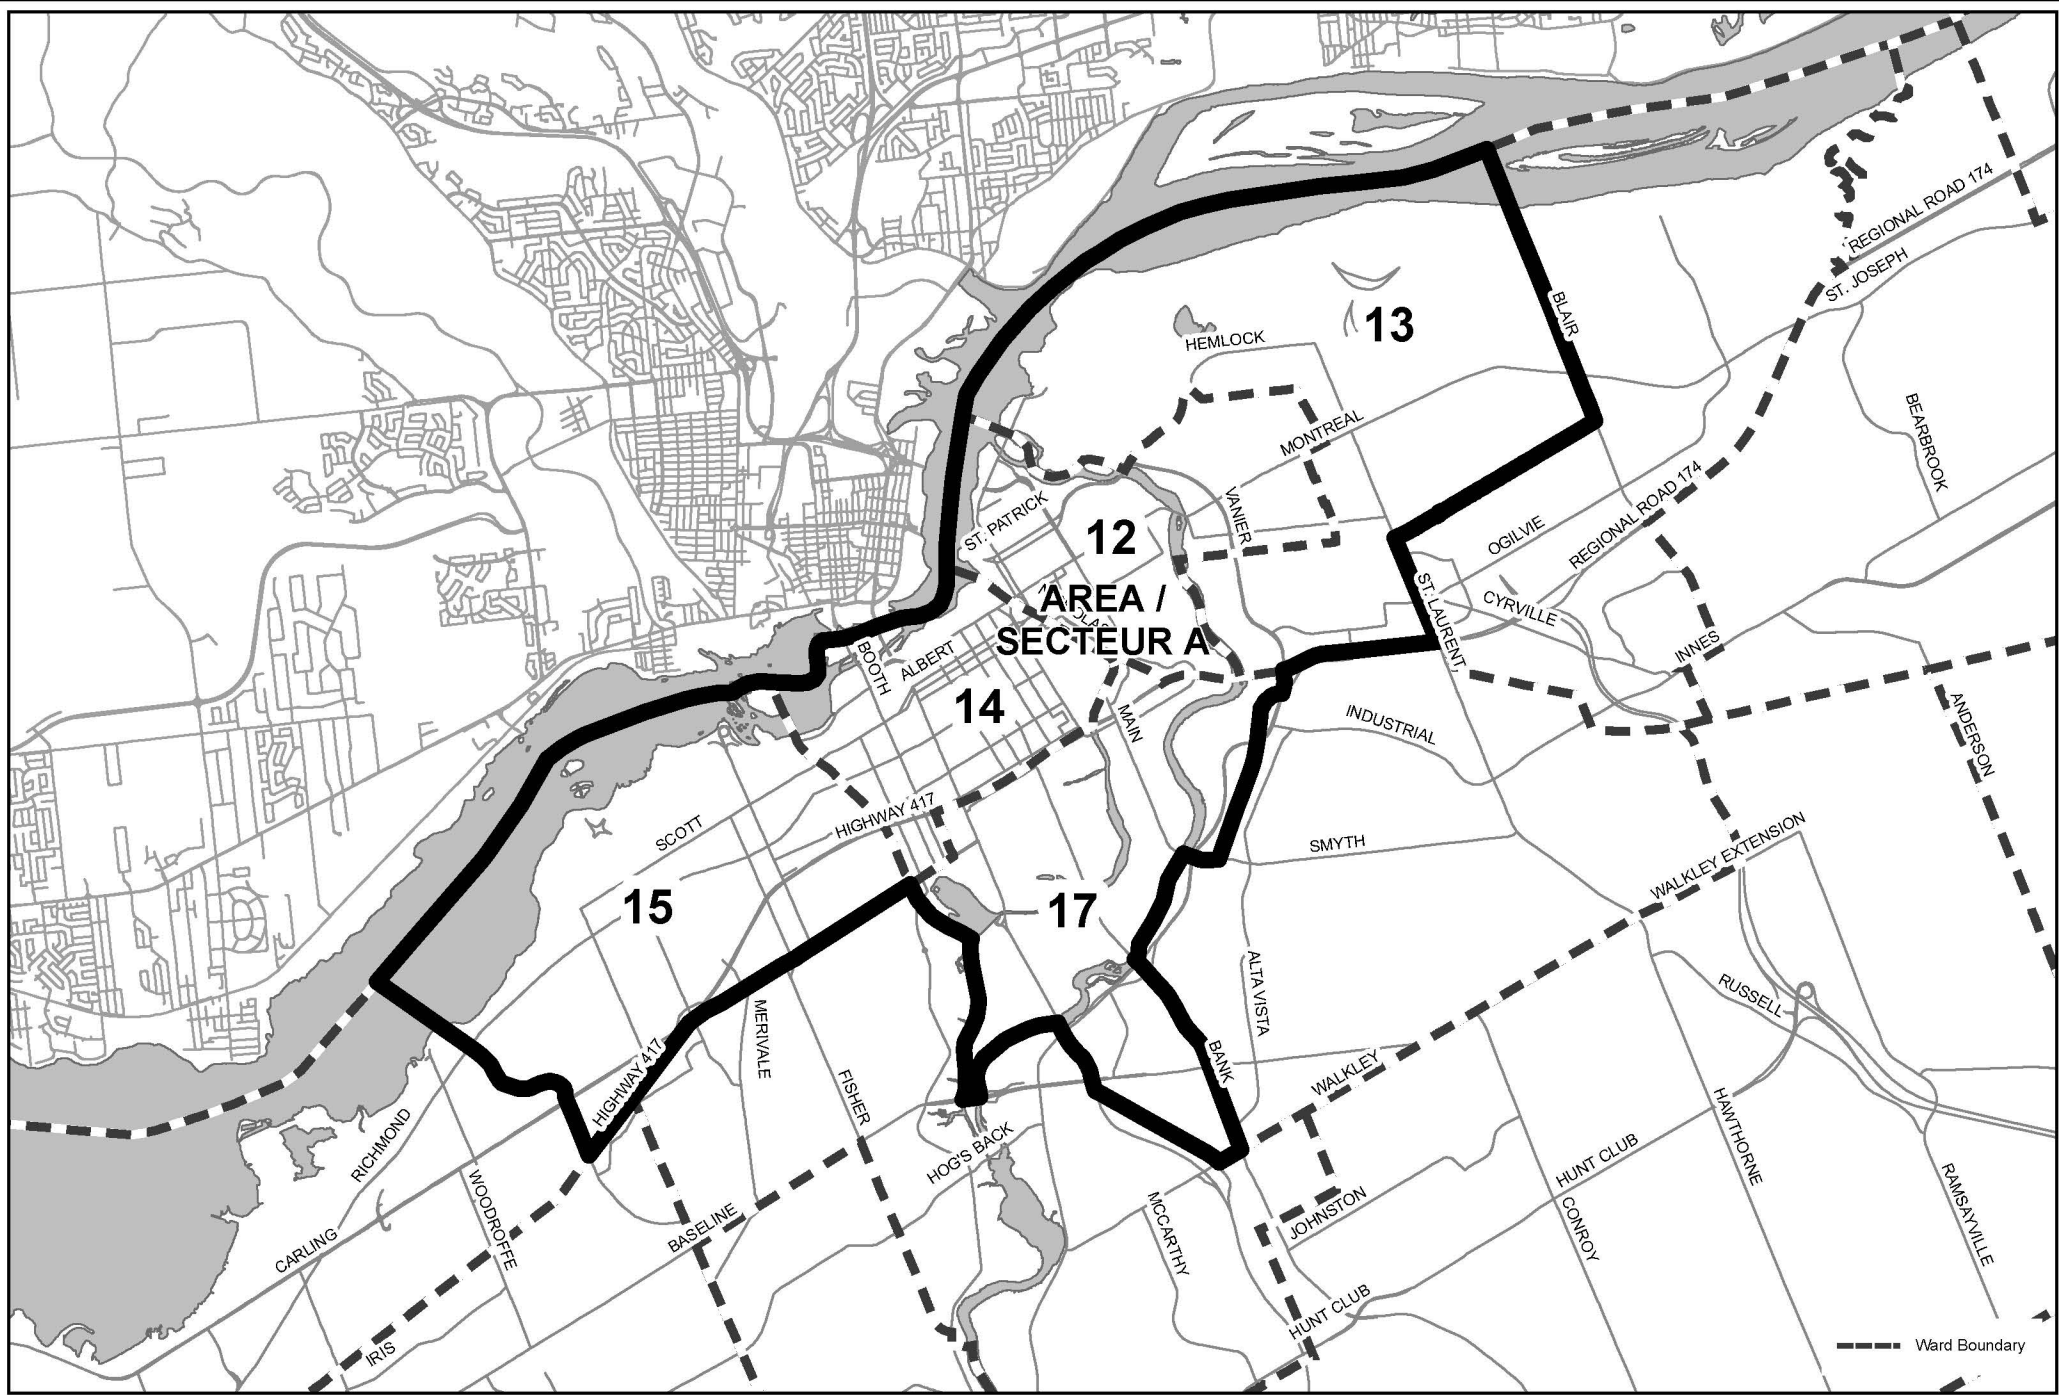 REGIONAL ROAD 174
ST. JOSEPH
BLAIR
13
HEMLOCK
BEARBROOK
MONTREAL
VANIER
ST. PATRICK
12
OGILVIE
REGIONAL ROAD 174
AREA /
SECTEUR A
ST. LAURENT
CYRVILLE
INNES
BOOTH
ALBERT
14
MAIN
INDUSTRIAL
ANDERSON
HIGHWAY 417
SCOTT
SMYTH
WALKLEY EXTENSION
15
17
ALTA VISTA
RUSSELL
MERIVALE
HIGHWAY 417
BANK
WALKLEY
FISHER
HAWTHORNE
RICHMOND
HOG'S BACK
HUNT CLUB
WOODROFFE
MCCARTHY
JOHNSTON
CONROY
RAMSAYVILLE
BASELINE
CARLING
HUNT CLUB
IRIS
Ward Boundary